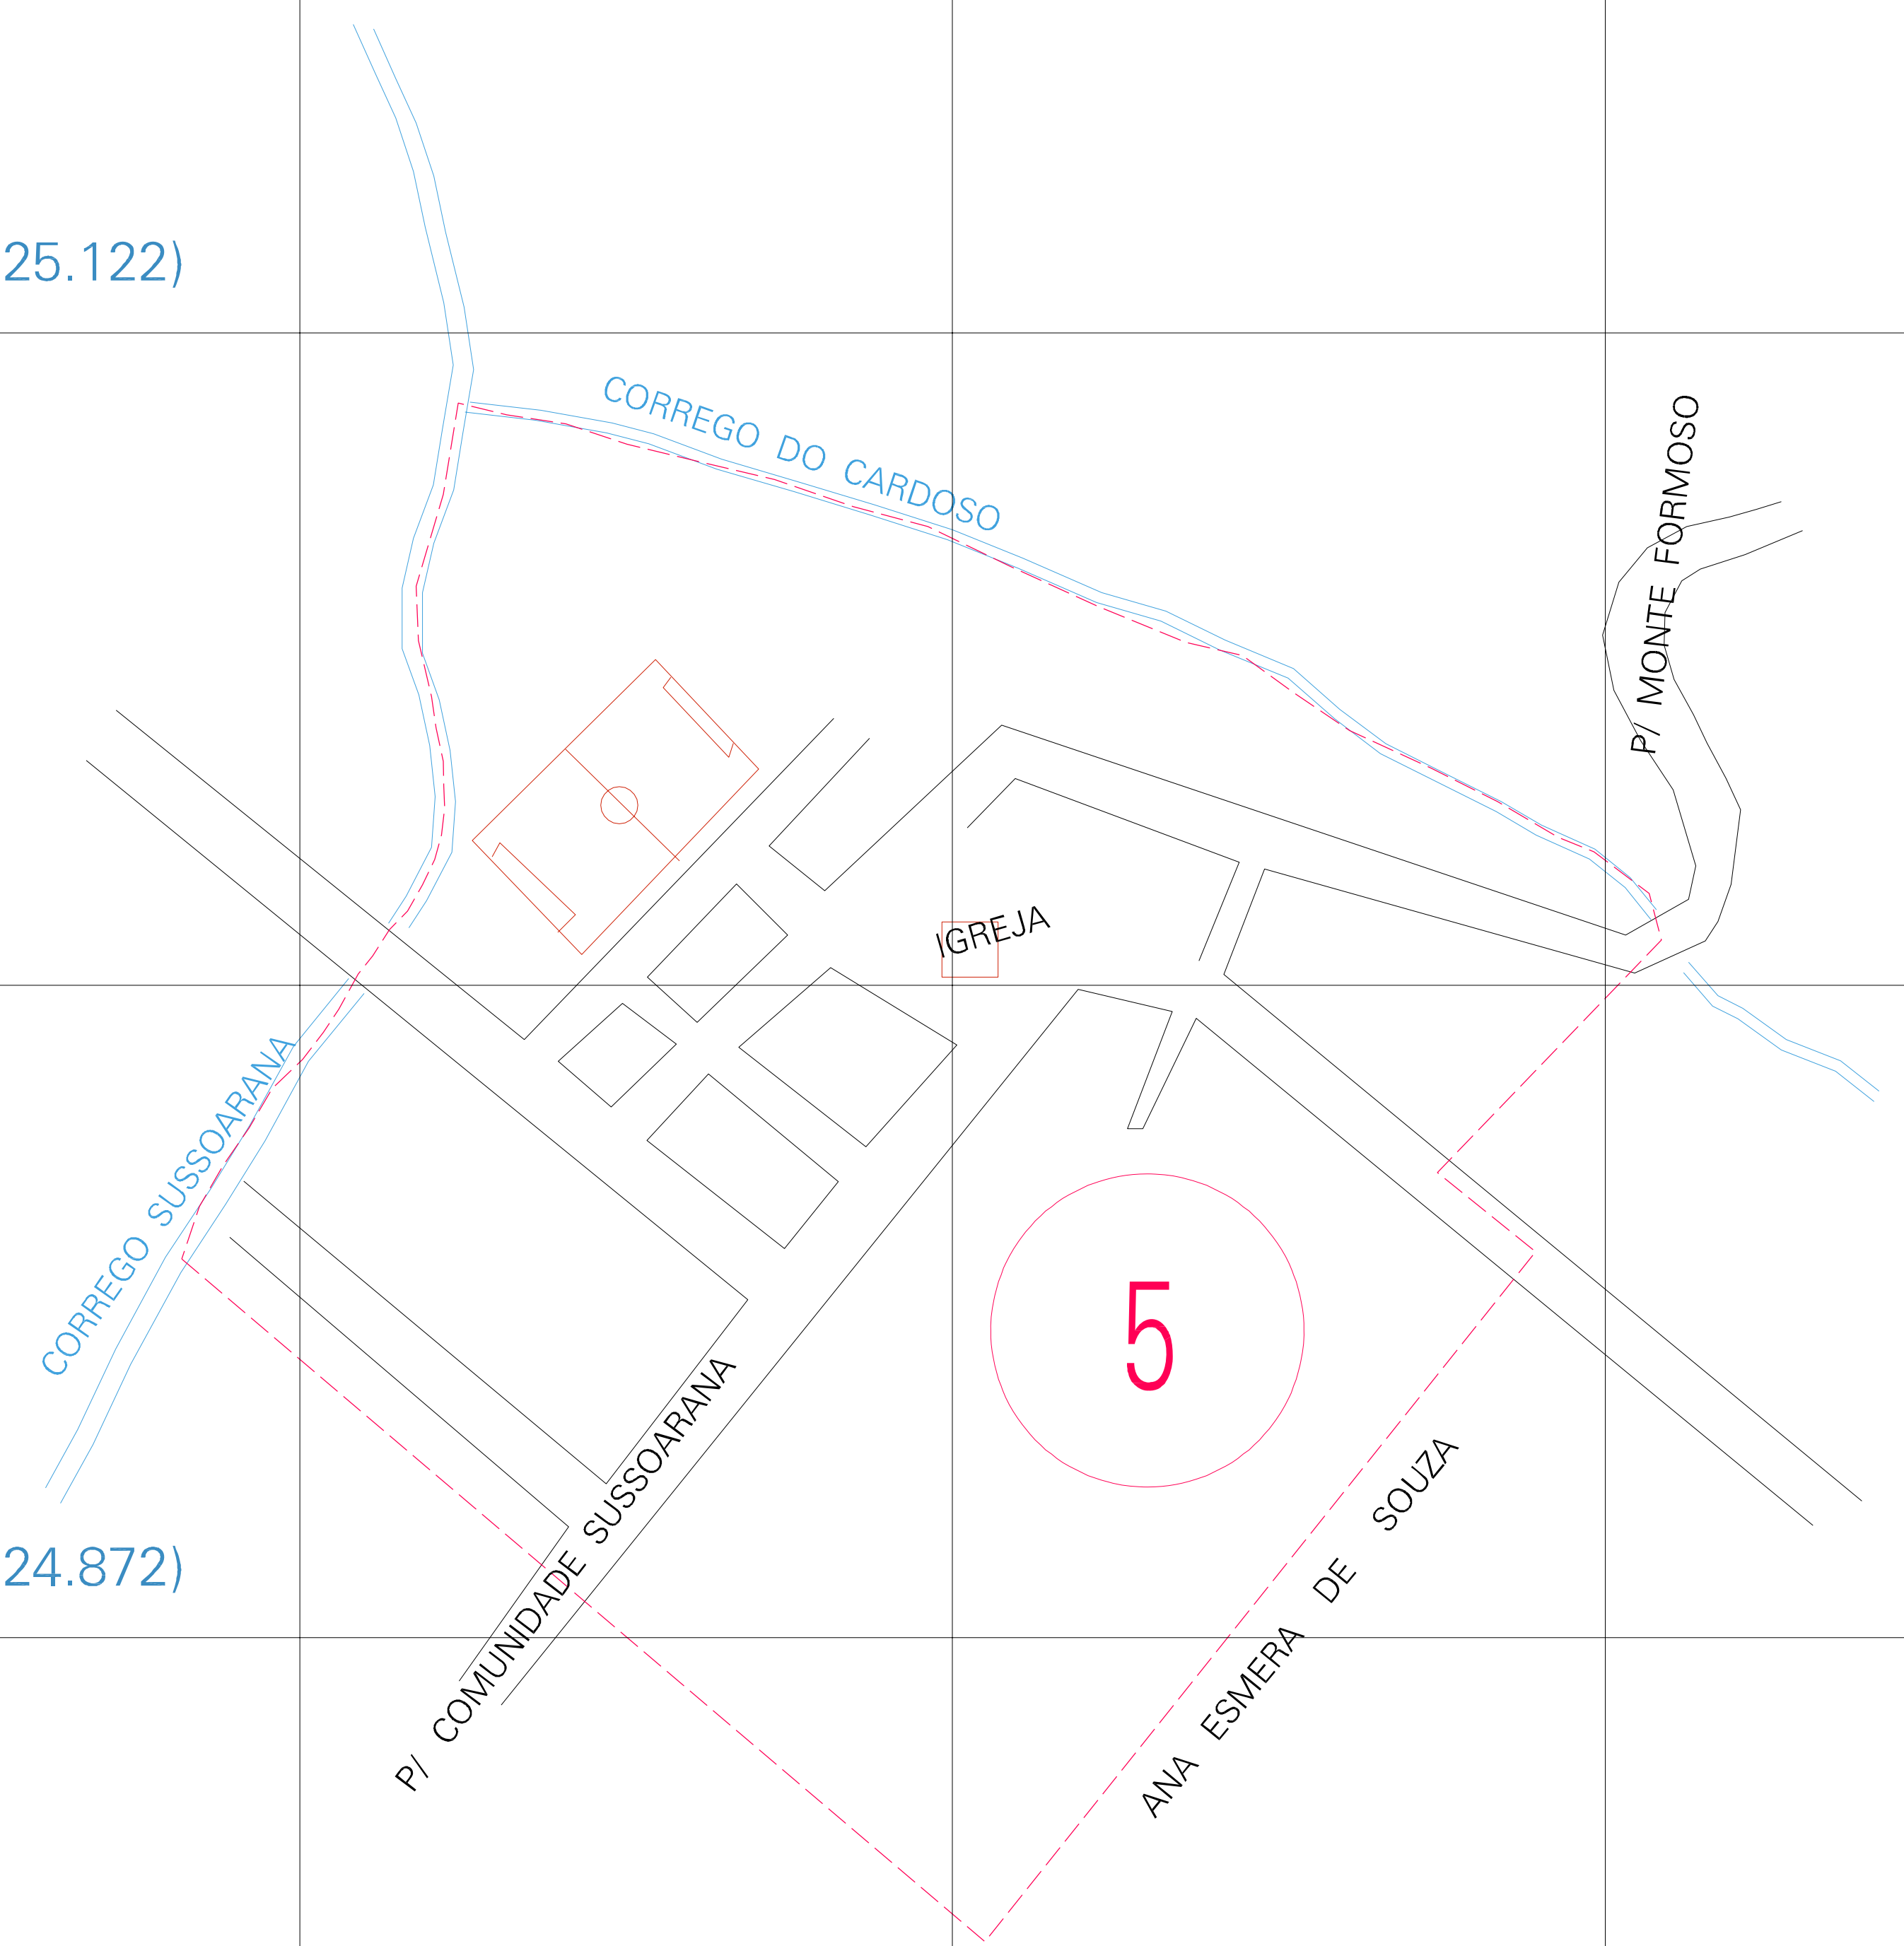 25.122)
CORREGO DO CARDOSO
P/ MONTE FORMOSO
IGREJA
CORREGO SUSSOARANA
5
P/ COMUNIDADE SUSSOARANA
ANA ESMERA DE SOUZA
24.872)